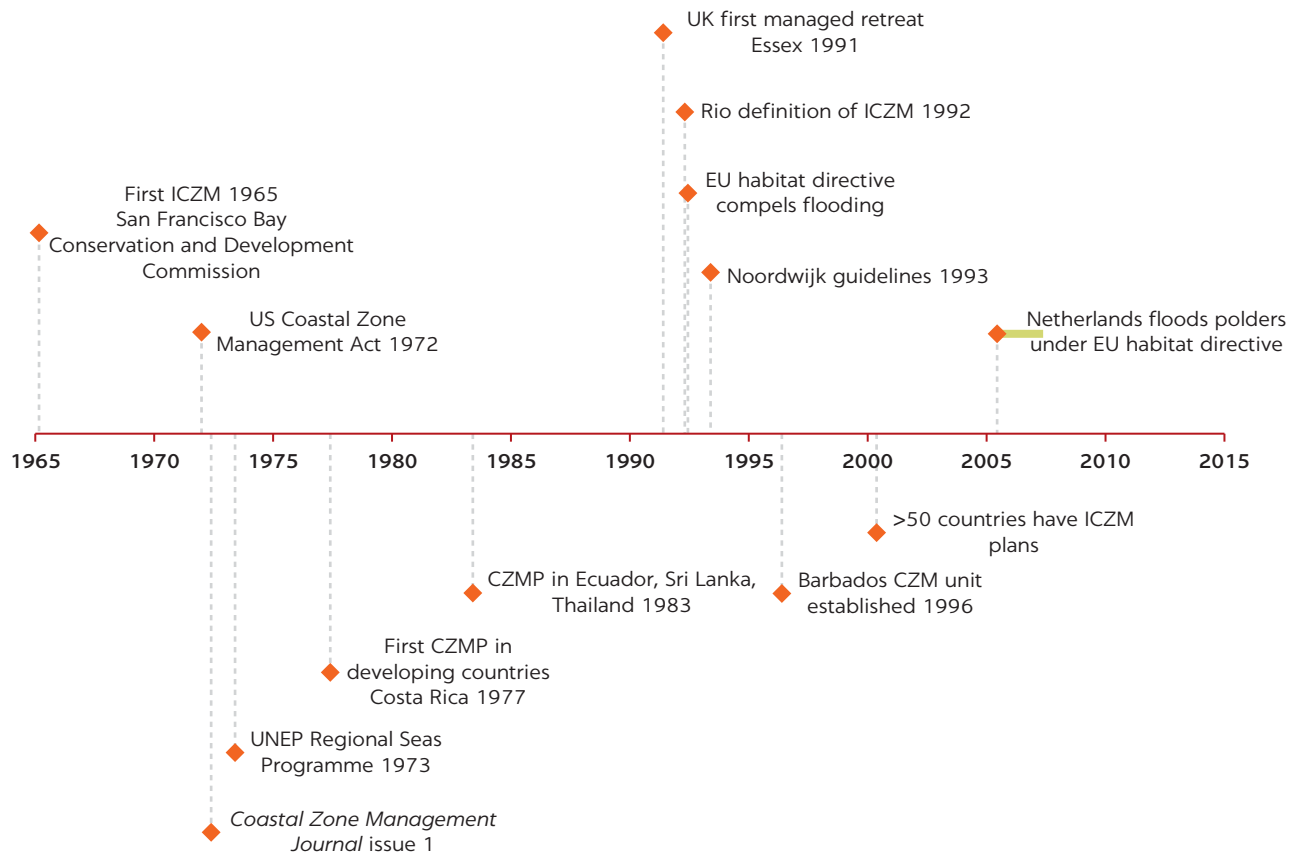 UK first managed retreat
Essex 1991
Rio definition of ICZM 1992
EU habitat directive
compels flooding
First ICZM 1965
San Francisco Bay
Conservation and Development
Commission
Noordwijk guidelines 1993
US Coastal Zone
Management Act 1972
Netherlands floods polders
under EU habitat directive
1965 1970 1975 1980 1985 1990 1995 2000 2005 2010 2015
>50 countries have ICZM
plans
CZMP in Ecuador, Sri Lanka,
Thailand 1983
Barbados CZM unit
established 1996
First CZMP in
developing countries
Costa Rica 1977
UNEP Regional Seas
Programme 1973
Coastal Zone Management
Journal issue 1